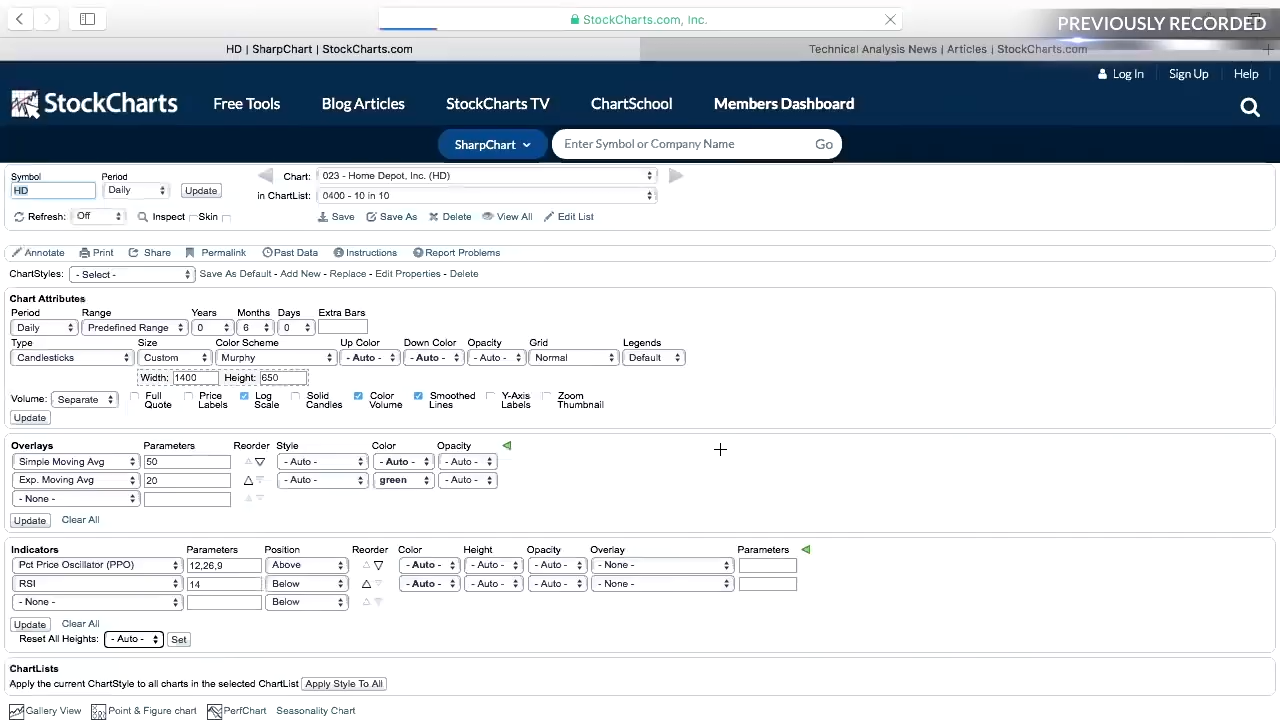 StockCharts.com, Inc.
PREVIOUSLY RECORDED
HD | SharpChart | StockCharts.com
Technical Analysis News | Articles | StockCharts.com
Log In
Sign Up
Help
StockCharts
Free Tools
Blog Articles
StockCharts TV
ChartSchool
Members Dashboard
SharpChart
Enter Symbol or Company Name
Go
Symbol Period
HD Daily Update
Chart: 023 - Home Depot, Inc. (HD)
in ChartList: 0400 - 10 in 10
Refresh: Off Inspect Skin
Save Save As Delete View All Edit List
Annotate Print Share Permalink Past Data Instructions Report Problems
ChartStyles: - Select - Save As Default - Add New - Replace - Edit Properties - Delete
Chart Attributes
Period Range Years Months Days Extra Bars
Daily Predefined Range 0 6 0
Type Size Color Scheme Up Color Down Color Opacity Grid Legends
Candlesticks Custom Murphy - Auto - - Auto - - Auto - Normal Default
Width: 1400 Height: 650
Volume: Separate Full Quote Price Labels Log Scale Solid Candles Color Volume Smoothed Lines Y-Axis Labels Zoom Thumbnail
Update
Overlays Parameters Reorder Style Color Opacity
Simple Moving Avg 50 - Auto - - Auto - - Auto -
Exp. Moving Avg 20 - Auto - green - Auto -
- None -
Update Clear All
Indicators Parameters Position Reorder Color Height Opacity Overlay Parameters
Pct Price Oscillator (PPO) 12,26,9 Above - Auto - - Auto - - Auto - - None -
RSI 14 Below - Auto - - Auto - - Auto - - None -
- None - Below
Update Clear All
Reset All Heights: - Auto - Set
ChartLists
Apply the current ChartStyle to all charts in the selected ChartList Apply Style To All
Gallery View Point & Figure chart PerfChart Seasonality Chart